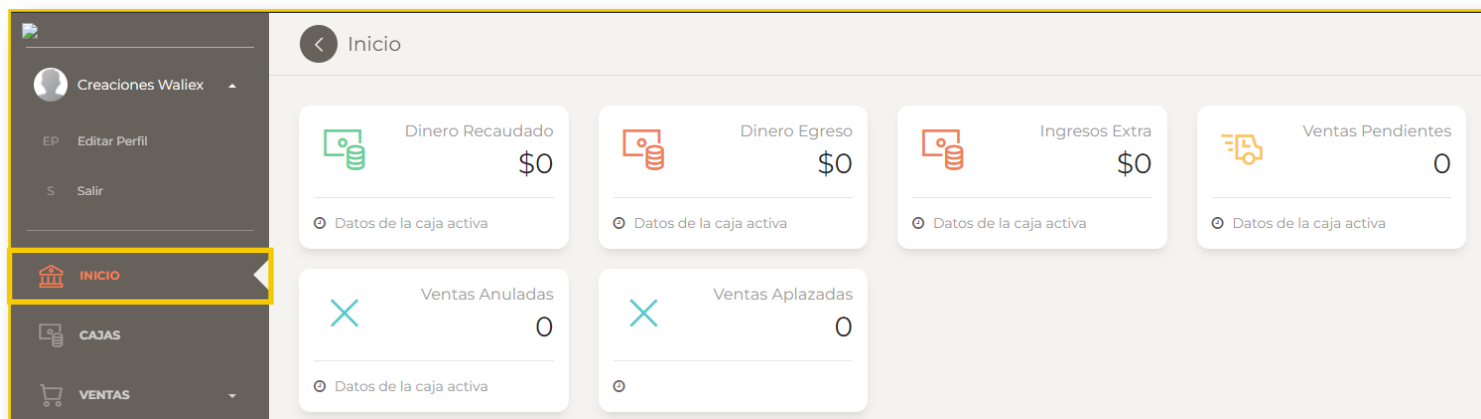 Creaciones Waliex
EP Editar Perfil
S Salir
INICIO
CAJAS
VENTAS
Inicio
Dinero Recaudado
$0
Datos de la caja activa
Dinero Egreso
$0
Datos de la caja activa
Ingresos Extra
$0
Datos de la caja activa
Ventas Pendientes
0
Datos de la caja activa
Ventas Anuladas
0
Datos de la caja activa
Ventas Aplazadas
0